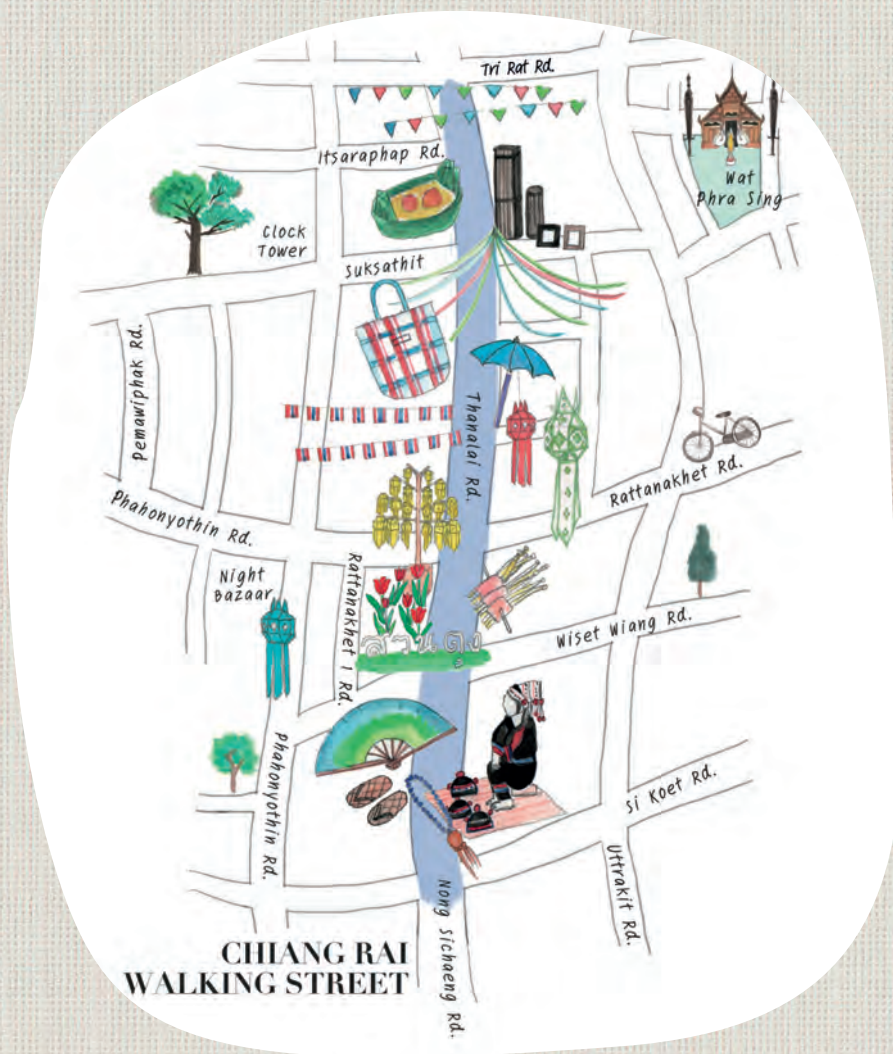 Tri Rat Rd.
Itsaraphap Rd.
Wat
Phra Sing
Clock
Tower
Suksathit
Pemawiphak Rd.
Thanalai Rd.
Rattanakhet Rd.
Phahonyothin Rd.
Night
Bazaar
Rattanakhet 1 Rd.
สวนตุง
Wiset Wiang Rd.
Phahonyothin Rd.
Si Koet Rd.
Uttrakit Rd.
Nong Sichaeng Rd.
CHIANG RAI
WALKING STREET